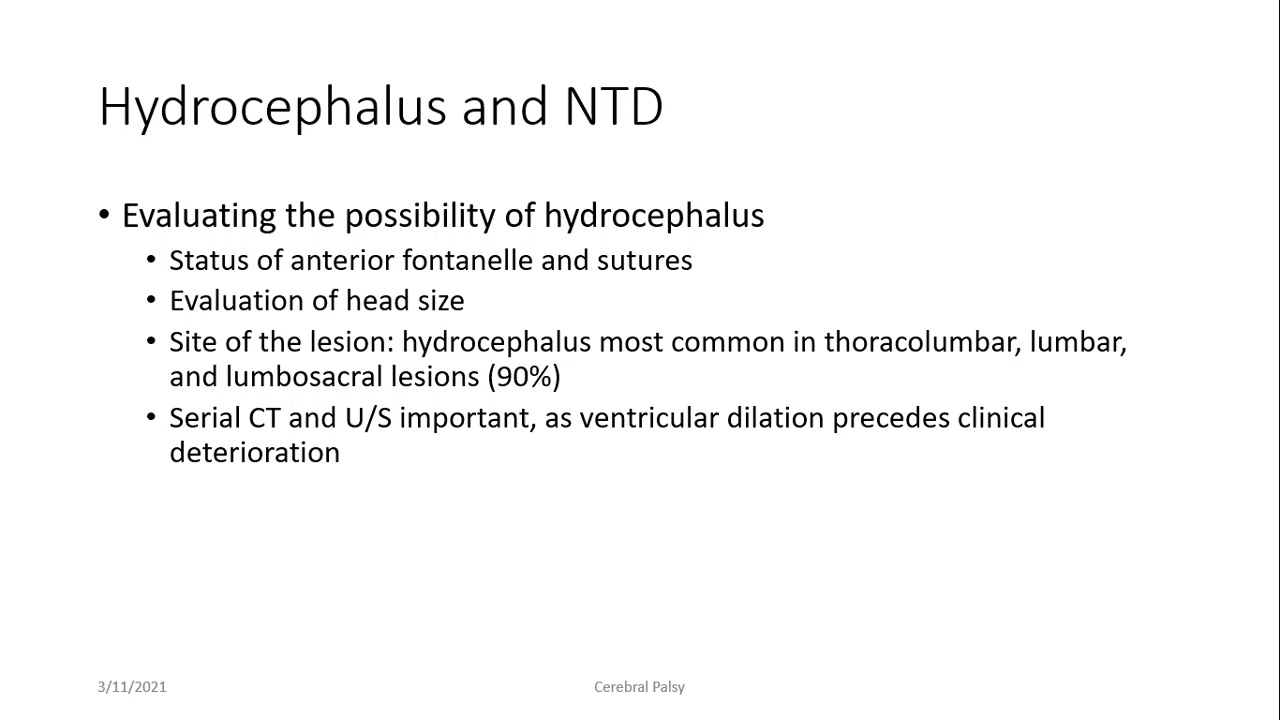 Hydrocephalus and NTD
• Evaluating the possibility of hydrocephalus
• Status of anterior fontanelle and sutures
• Evaluation of head size
• Site of the lesion: hydrocephalus most common in thoracolumbar, lumbar,
and lumbosacral lesions (90%)
• Serial CT and U/S important, as ventricular dilation precedes clinical
deterioration
3/11/2021
Cerebral Palsy